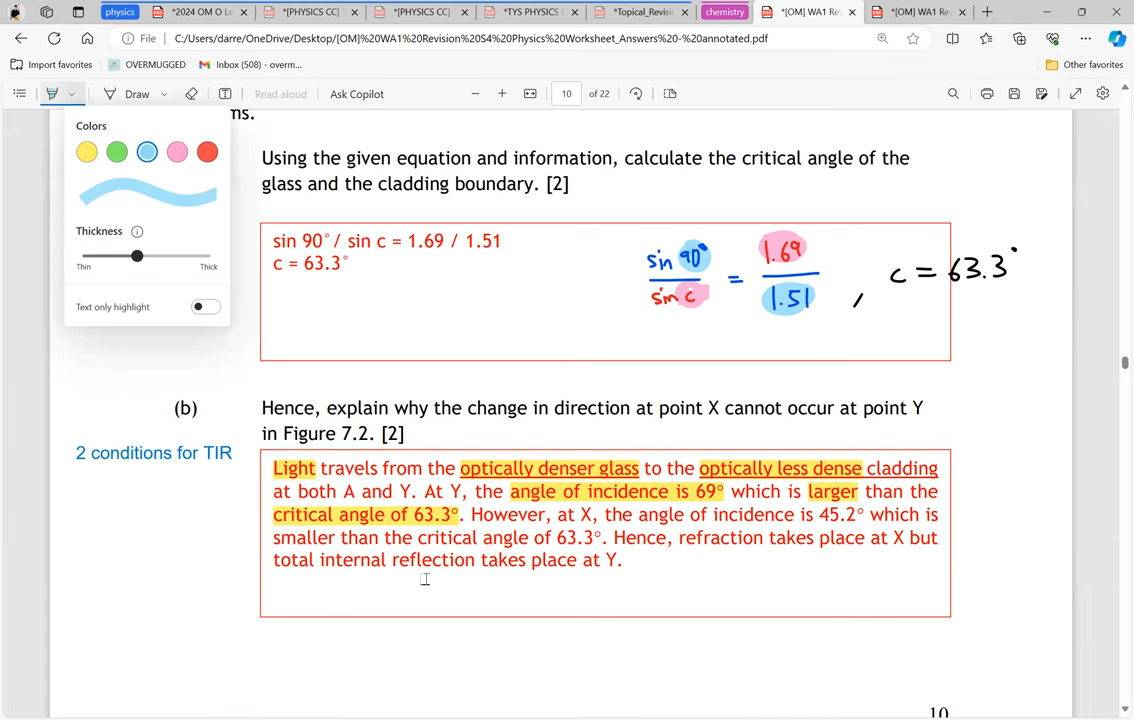 physics
*2024 OM O Le
*[PHYSICS CC] Y
*[PHYSICS CC]
*TYS PHYSICS C
*Topical_Revisi
chemistry
*[OM] WA1 Revi
*[OM] WA1 Revi
File
C:/Users/darre/OneDrive/Desktop/[OM]%20WA1%20Revision%20S4%20Physics%20Worksheet_Answers%20-%20annotated.pdf
Import favorites
OVERMUGGED
Inbox (508) - overm...
Other favorites
Draw
Read aloud
Ask Copilot
10 of 22
Colors
Thickness
Thin
Thick
Text only highlight
ms.
Using the given equation and information, calculate the critical angle of the
glass and the cladding boundary. [2]
sin 90°/ sin c = 1.69 / 1.51
c = 63.3°
sin 90° / sin c = 1.69 / 1.51 , c = 63.3°
(b)
Hence, explain why the change in direction at point X cannot occur at point Y
in Figure 7.2. [2]
2 conditions for TIR
Light travels from the optically denser glass to the optically less dense cladding
at both A and Y. At Y, the angle of incidence is 69° which is larger than the
critical angle of 63.3°. However, at X, the angle of incidence is 45.2° which is
smaller than the critical angle of 63.3°. Hence, refraction takes place at X but
total internal reflection takes place at Y.
10